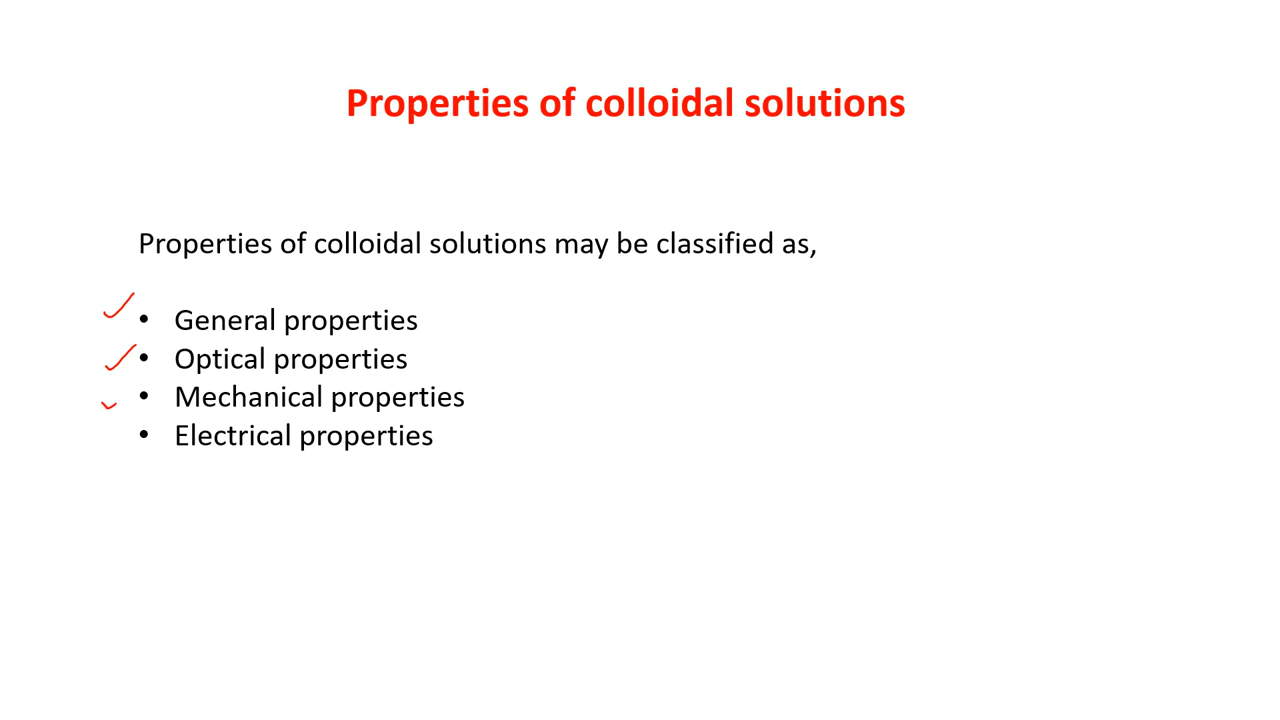 Properties of colloidal solutions
Properties of colloidal solutions may be classified as,
• General properties
• Optical properties
• Mechanical properties
• Electrical properties